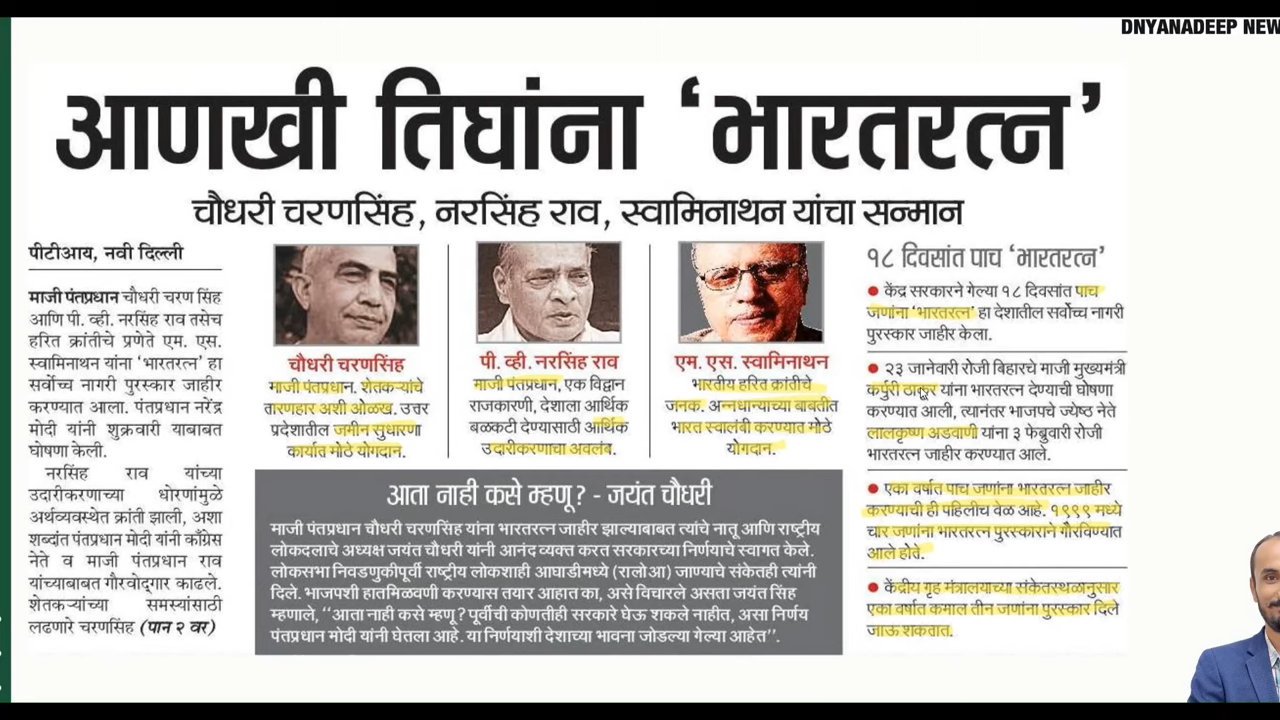 DNYANADEEP NEW
आणखी तिघांना ‘भारतरत्न’
चौधरी चरणसिंह, नरसिंह राव, स्वामिनाथन यांचा सन्मान
पीटीआय, नवी दिल्ली
माजी पंतप्रधान चौधरी चरण सिंह
आणि पी. व्ही. नरसिंह राव तसेच
हरित क्रांतीचे प्रणेते एम. एस.
स्वामिनाथन यांना ‘भारतरत्न’ हा
सर्वोच्च नागरी पुरस्कार जाहीर
करण्यात आला. पंतप्रधान नरेंद्र
मोदी यांनी शुक्रवारी याबाबत
घोषणा केली.
नरसिंह राव यांच्या
उदारीकरणाच्या धोरणांमुळे
अर्थव्यवस्थेत क्रांती झाली, अशा
शब्दांत पंतप्रधान मोदी यांनी काँग्रेस
नेते व माजी पंतप्रधान राव
यांच्याबाबत गौरवोद्गार काढले.
शेतकऱ्यांच्या समस्यांसाठी
लढणारे चरणसिंह (पान २ वर)
चौधरी चरणसिंह
माजी पंतप्रधान. शेतकऱ्यांचे
तारणहार अशी ओळख. उत्तर
प्रदेशातील जमीन सुधारणा
कार्यात मोठे योगदान.
पी. व्ही. नरसिंह राव
माजी पंतप्रधान, एक विद्वान
राजकारणी, देशाला आर्थिक
बळकटी देण्यासाठी आर्थिक
उदारीकरणाचा अवलंब.
एम. एस. स्वामिनाथन
भारतीय हरित क्रांतीचे
जनक. अन्नधान्याच्या बाबतीत
भारत स्वालंबी करण्यात मोठे
योगदान.
आता नाही कसे म्हणू? - जयंत चौधरी
माजी पंतप्रधान चौधरी चरणसिंह यांना भारतरत्न जाहीर झाल्याबाबत त्यांचे नातू आणि राष्ट्रीय
लोकदलाचे अध्यक्ष जयंत चौधरी यांनी आनंद व्यक्त करत सरकारच्या निर्णयाचे स्वागत केले.
लोकसभा निवडणुकीपूर्वी राष्ट्रीय लोकशाही आघाडीमध्ये (रालोआ) जाण्याचे संकेतही त्यांनी
दिले. भाजपशी हातमिळवणी करण्यास तयार आहात का, असे विचारले असता जयंत सिंह
म्हणाले, ‘‘आता नाही कसे म्हणू? पूर्वीची कोणतीही सरकारे घेऊ शकले नाहीत, असा निर्णय
पंतप्रधान मोदी यांनी घेतला आहे. या निर्णयाशी देशाच्या भावना जोडल्या गेल्या आहेत’’.
१८ दिवसांत पाच ‘भारतरत्न’
● केंद्र सरकारने गेल्या १८ दिवसांत पाच
जणांना ‘भारतरत्न’ हा देशातील सर्वोच्च नागरी
पुरस्कार जाहीर केला.
● २३ जानेवारी रोजी बिहारचे माजी मुख्यमंत्री
कर्पुरी ठाकूर यांना भारतरत्न देण्याची घोषणा
करण्यात आली, त्यानंतर भाजपचे ज्येष्ठ नेते
लालकृष्ण अडवाणी यांना ३ फेब्रुवारी रोजी
भारतरत्न जाहीर करण्यात आले.
● एका वर्षात पाच जणांना भारतरत्न जाहीर
करण्याची ही पहिलीच वेळ आहे. १९९९ मध्ये
चार जणांना भारतरत्न पुरस्काराने गौरविण्यात
आले होते.
● केंद्रीय गृह मंत्रालयाच्या संकेतस्थळानुसार
एका वर्षात कमाल तीन जणांना पुरस्कार दिले
जाऊ शकतात.